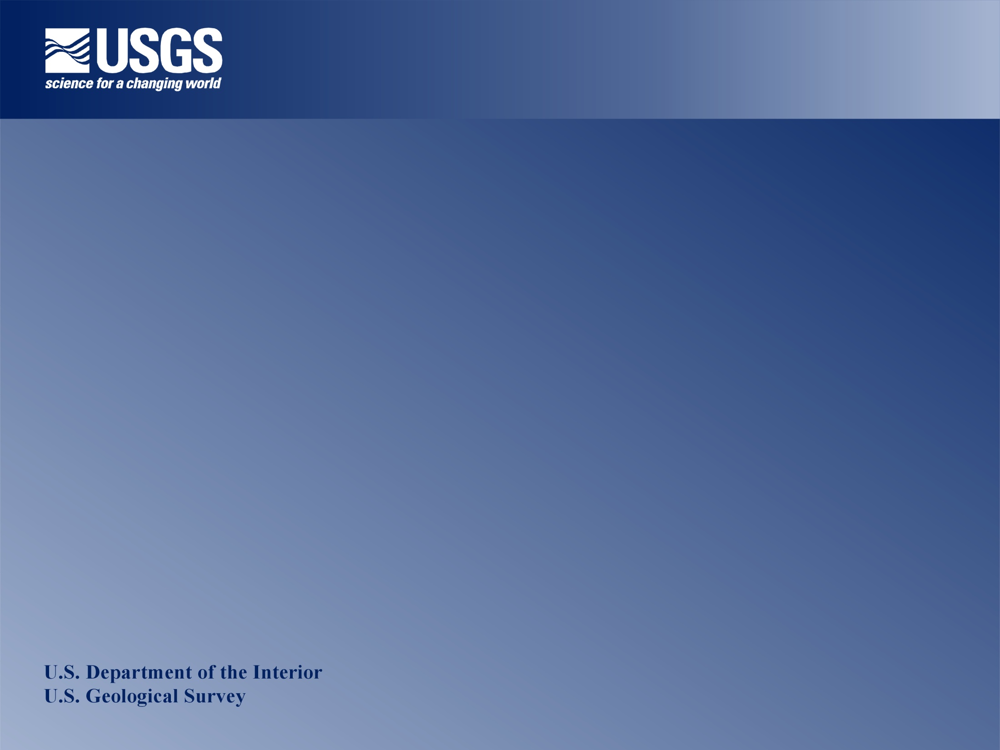 USGS
science for a changing world
U.S. Department of the Interior
U.S. Geological Survey